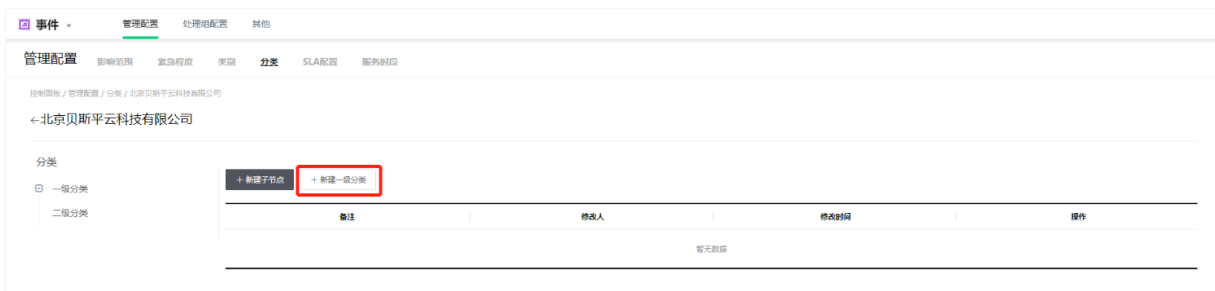 事件
管理配置 处理组配置 其他
管理配置 影响范围 紧急程度 类别 分类 SLA配置 服务时段
控制面板 / 管理配置 / 分类 / 北京贝斯平云科技有限公司
←北京贝斯平云科技有限公司
分类
+ 新建子节点 + 新建一级分类
一级分类
二级分类
备注 修改人 修改时间 操作
暂无数据